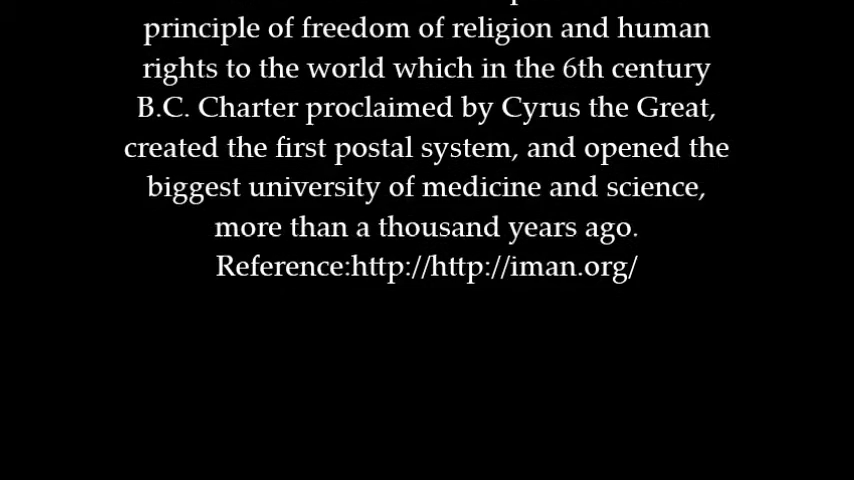 principle of freedom of religion and human
rights to the world which in the 6th century
B.C. Charter proclaimed by Cyrus the Great,
created the first postal system, and opened the
biggest university of medicine and science,
more than a thousand years ago.
Reference:http://http://iman.org/